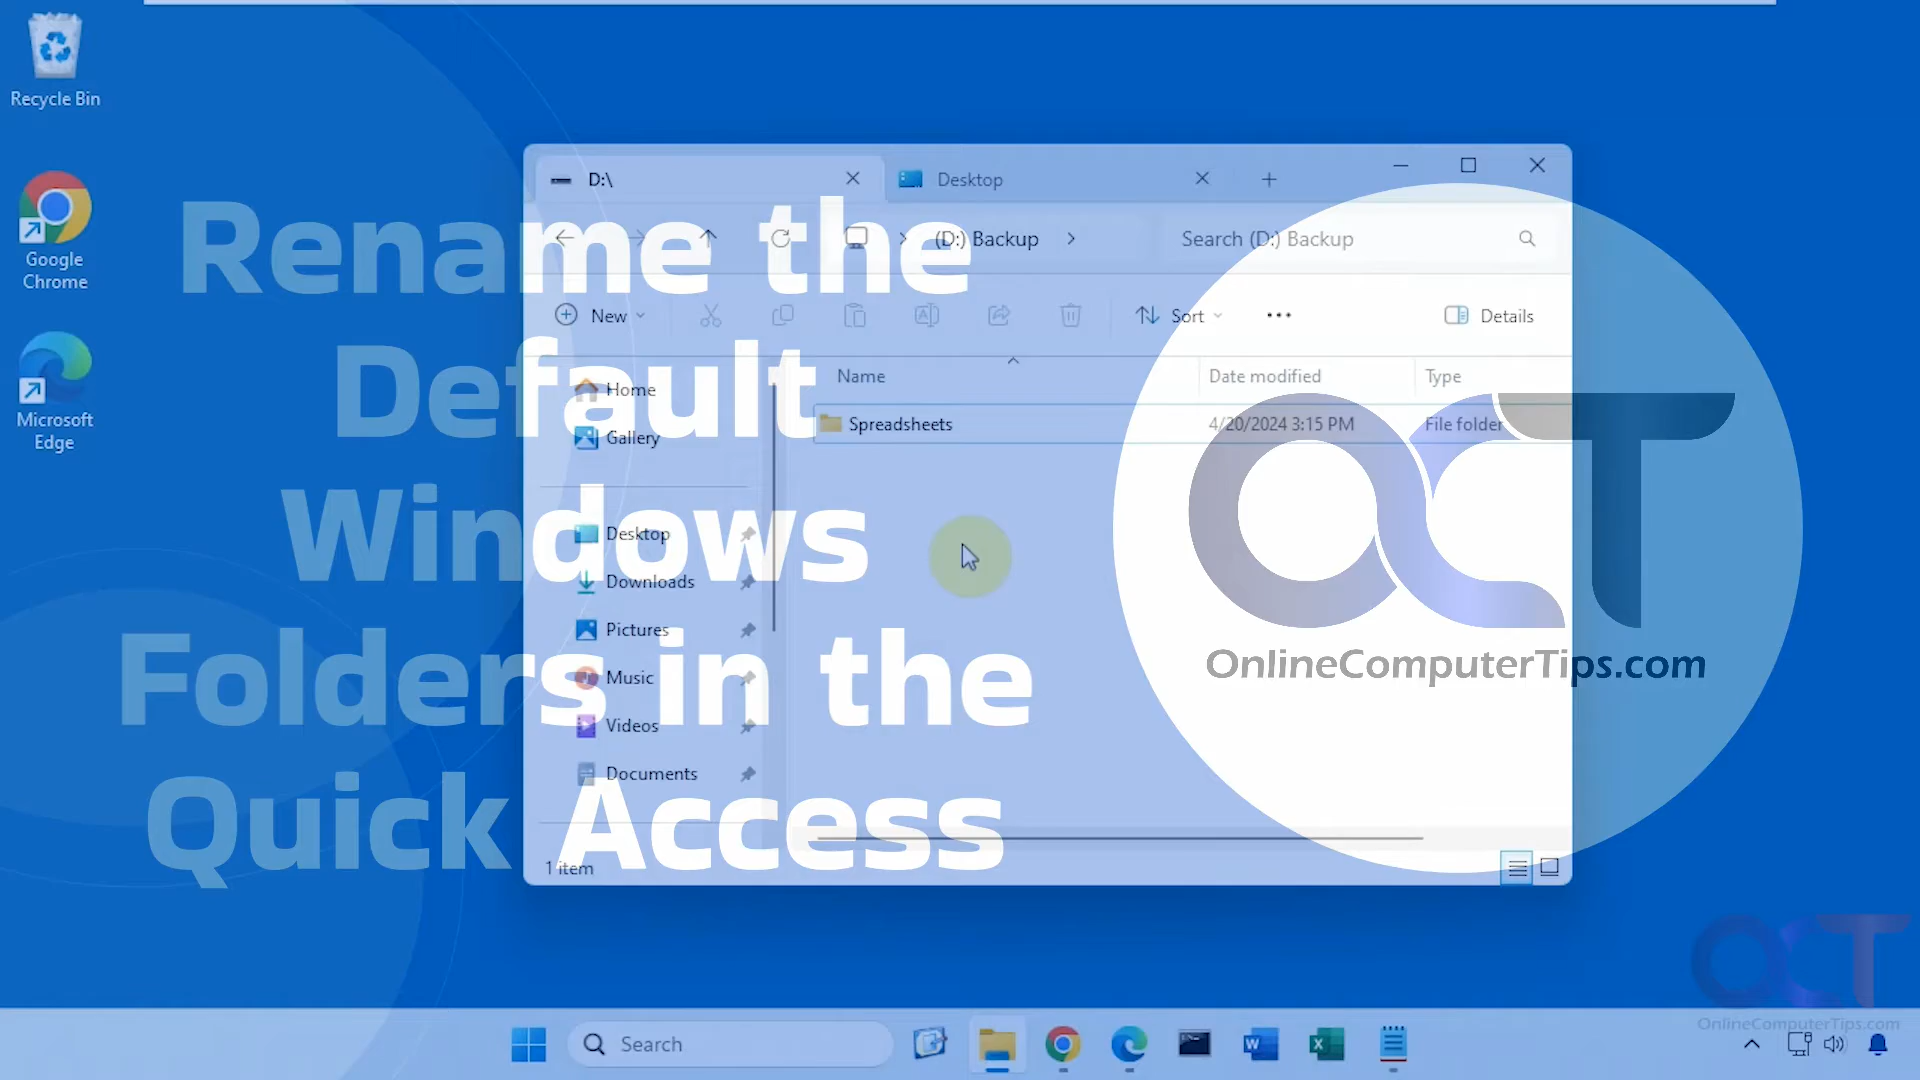 Recycle Bin
Google
Chrome
Microsoft
Edge
Rename the
Default
Windows
Folders in the
Quick Access
D:\
Desktop
(D:) Backup
Search (D:) Backup
New
Sort
Details
Home
Gallery
Desktop
Downloads
Pictures
Music
Videos
Documents
Name
Date modified
Type
Spreadsheets
4/20/2024 3:15 PM
File folder
1 item
OCT
OnlineComputerTips.com
OCT
OnlineComputerTips.com
Search